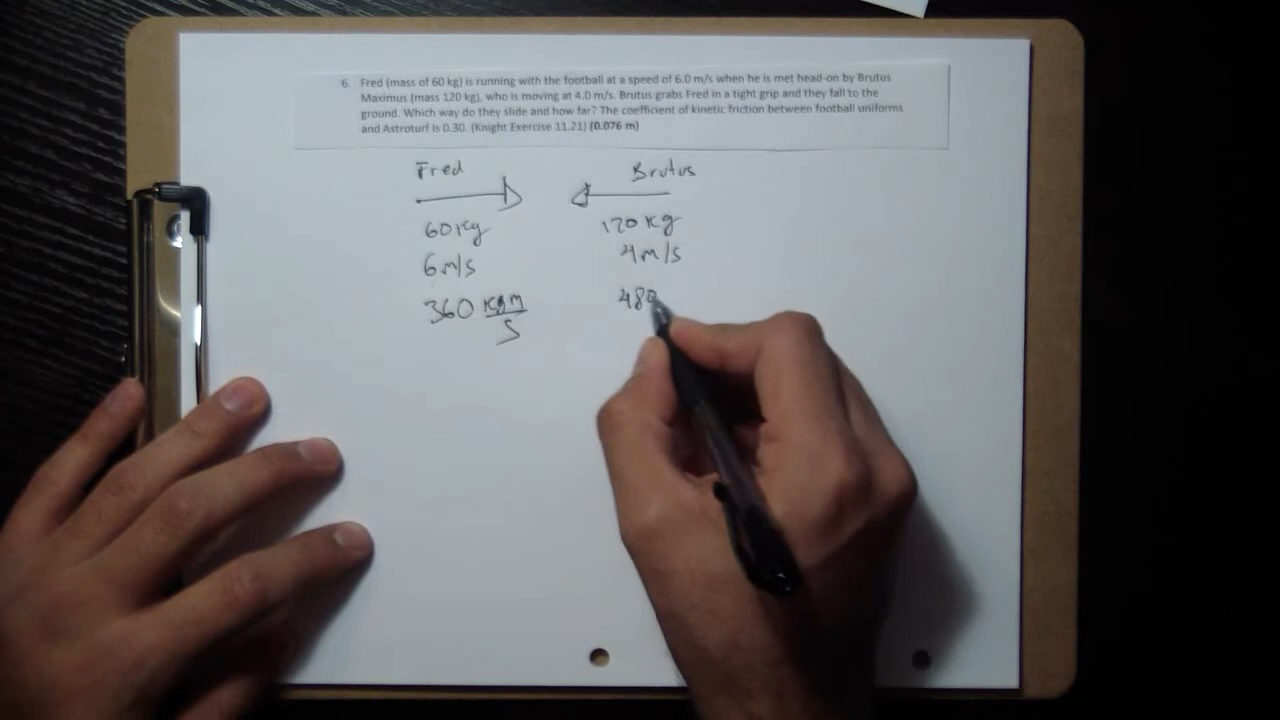 6. Fred (mass of 60 kg) is running with the football at a speed of 6.0 m/s when he is met head-on by Brutus
Maximus (mass 120 kg), who is moving at 4.0 m/s. Brutus grabs Fred in a tight grip and they fall to the
ground. Which way do they slide and how far? The coefficient of kinetic friction between football uniforms
and Astroturf is 0.30. (Knight Exercise 11.21) (0.076 m)
Fred Brutus
60 kg 120 kg
6 m/s 4 m/s
360 kgm/s 480